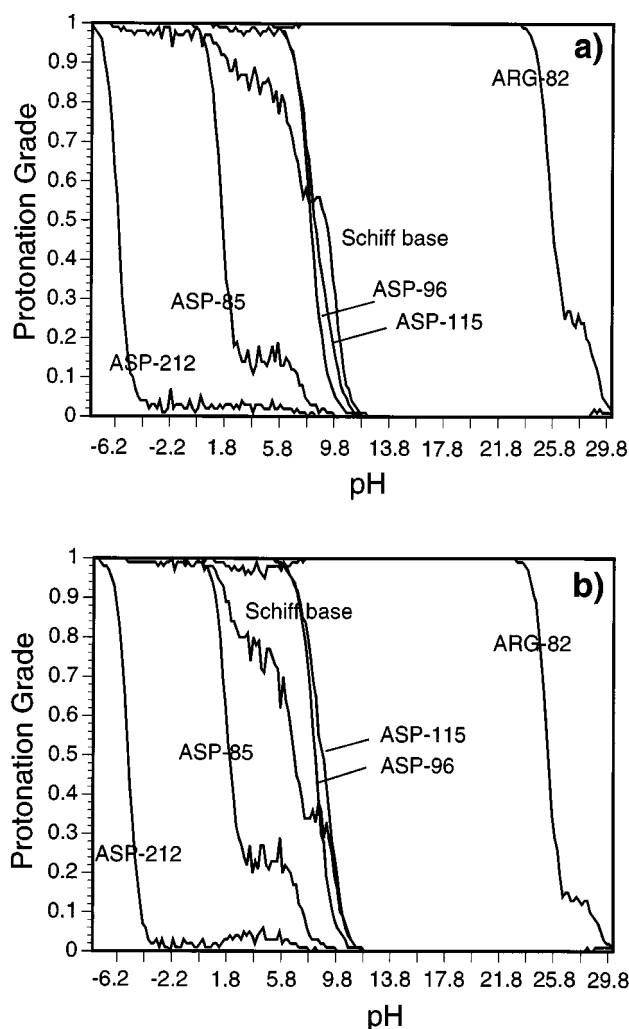 a)
Protonation Grade
1
0.9
0.8
0.7
0.6
0.5
0.4
0.3
0.2
0.1
0
ARG-82
Schiff base
ASP-96
ASP-85
ASP-115
ASP-212
-6.2 -2.2 1.8 5.8 9.8 13.8 17.8 21.8 25.8 29.8
pH
b)
Protonation Grade
1
0.9
0.8
0.7
0.6
0.5
0.4
0.3
0.2
0.1
0
Schiff base
ARG-82
ASP-115
ASP-85
ASP-96
ASP-212
-6.2 -2.2 1.8 5.8 9.8 13.8 17.8 21.8 25.8 29.8
pH